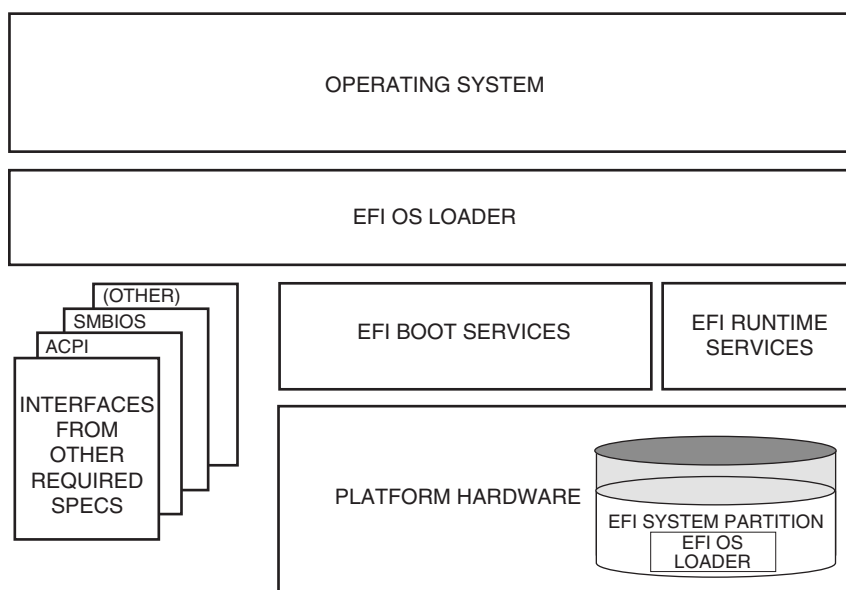 OPERATING SYSTEM
EFI OS LOADER
(OTHER)
SMBIOS
ACPI
INTERFACES
FROM
OTHER
REQUIRED
SPECS
EFI BOOT SERVICES
EFI RUNTIME
SERVICES
PLATFORM HARDWARE
EFI SYSTEM PARTITION
EFI OS
LOADER